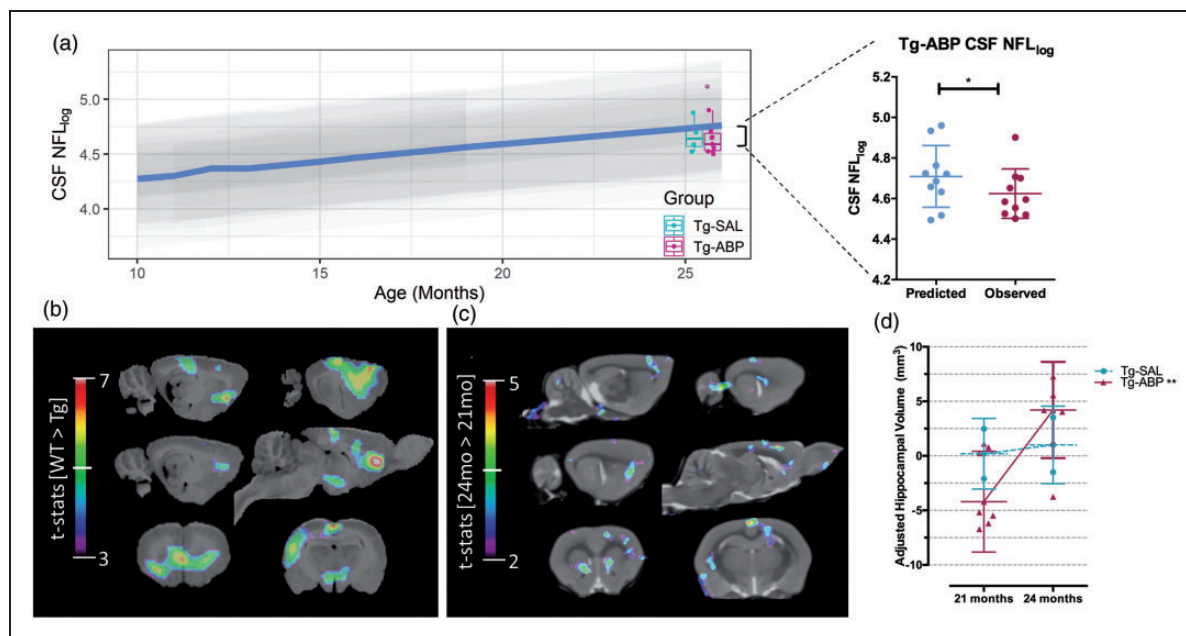 (a)
CSF NFLlog
5.0
4.5
4.0
10
15
20
25
Age (Months)
Group
Tg-SAL
Tg-ABP
Tg-ABP CSF NFLlog
*
CSF NFLlog
5.2
5.0
4.8
4.6
4.4
4.2
Predicted
Observed
(b)
t-stats [WT > Tg]
7
3
(c)
t-stats [24mo > 21mo]
5
2
(d)
Adjusted Hippocampal Volume (mm³)
10
5
0
-5
-10
21 months
24 months
Tg-SAL
Tg-ABP **